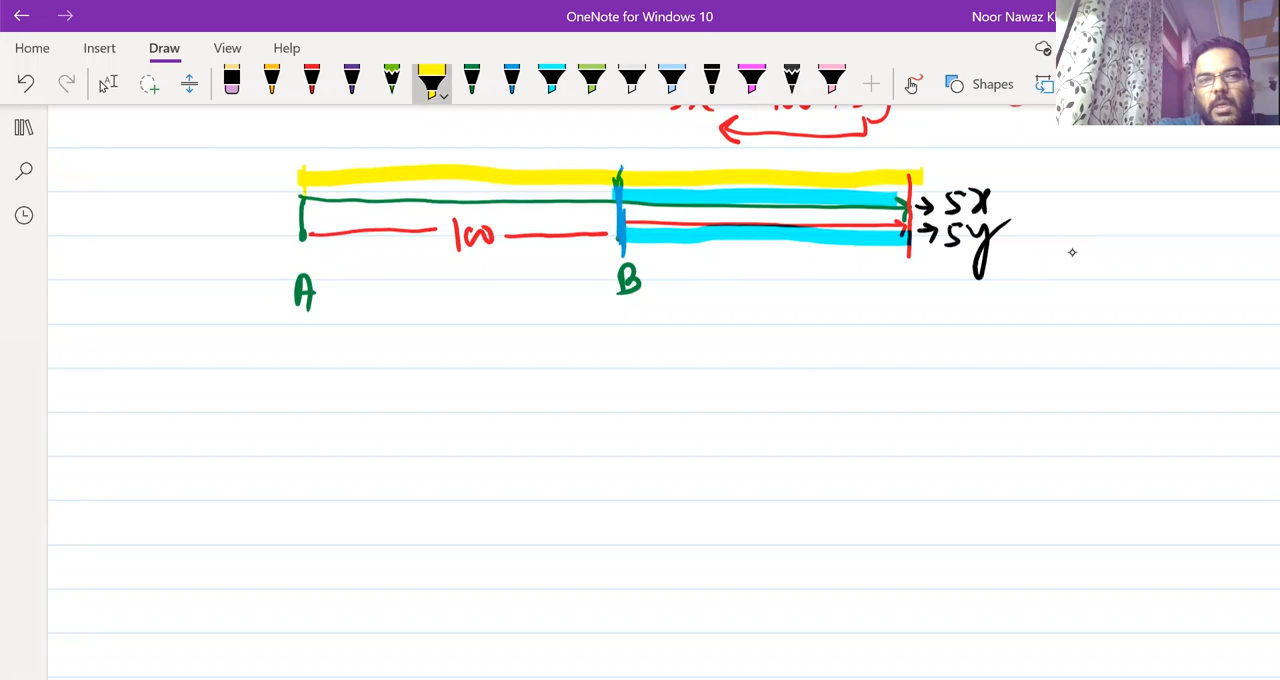 OneNote for Windows 10
Noor Nawaz
Home Insert Draw View Help
Shapes
→ 5x
100 → 5y
A B